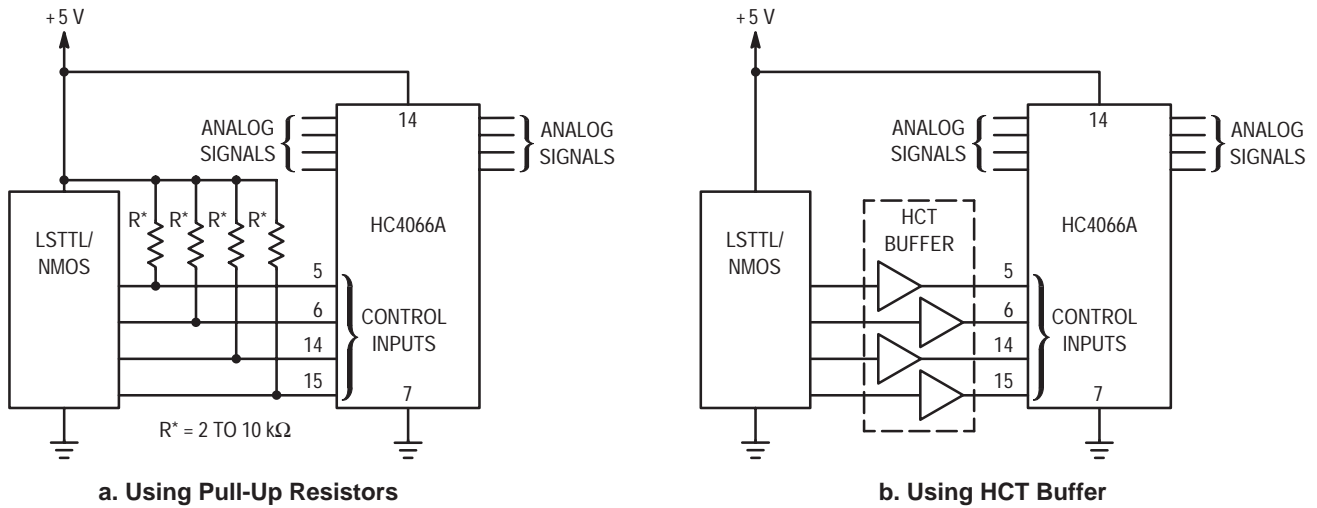 + 5 V
ANALOG
SIGNALS
14
ANALOG
SIGNALS
R* R* R* R*
LSTTL/
NMOS
HC4066A
5
6
14
15
CONTROL
INPUTS
7
R* = 2 TO 10 kΩ
a. Using Pull-Up Resistors
+ 5 V
ANALOG
SIGNALS
14
ANALOG
SIGNALS
LSTTL/
NMOS
HCT
BUFFER
HC4066A
5
6
14
15
CONTROL
INPUTS
7
b. Using HCT Buffer